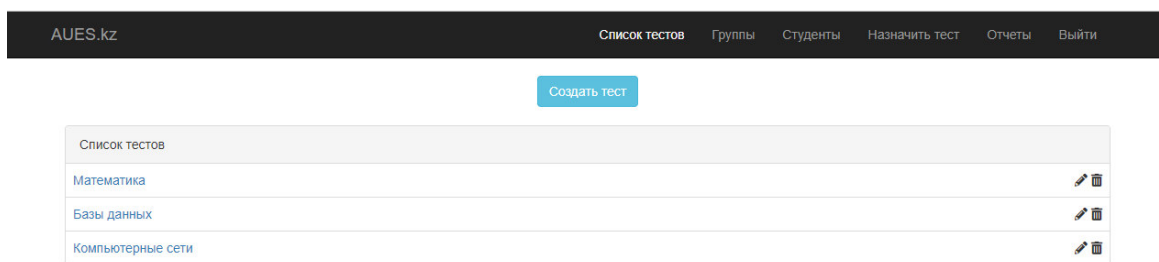 AUES.kz Список тестов Группы Студенты Назначить тест Отчеты Выйти
Создать тест
Список тестов
Математика
Базы данных
Компьютерные сети